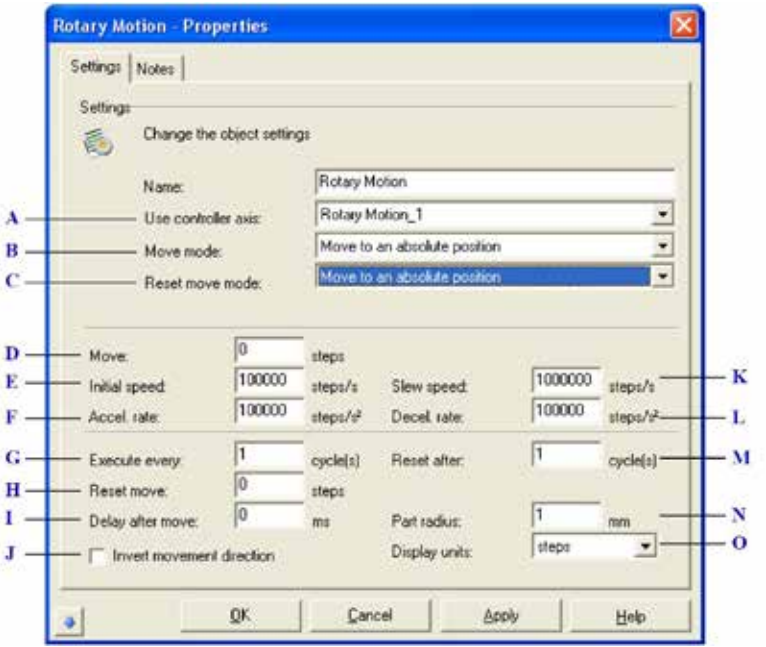 Rotary Motion - Properties
Settings Notes
Settings
Change the object settings
Name: Rotary Motion
A Use controller axis: Rotary Motion_1
B Move mode: Move to an absolute position
C Reset move mode: Move to an absolute position
D Move: 0 steps
E Initial speed: 100000 steps/s Slew speed: 1000000 steps/s K
F Accel. rate: 100000 steps/s² Decel. rate: 100000 steps/s² L
G Execute every: 1 cycle(s) Reset after: 1 cycle(s) M
H Reset move: 0 steps
I Delay after move: 0 ms Part radius: 1 mm N
J Invert movement direction Display units: steps O
OK Cancel Apply Help